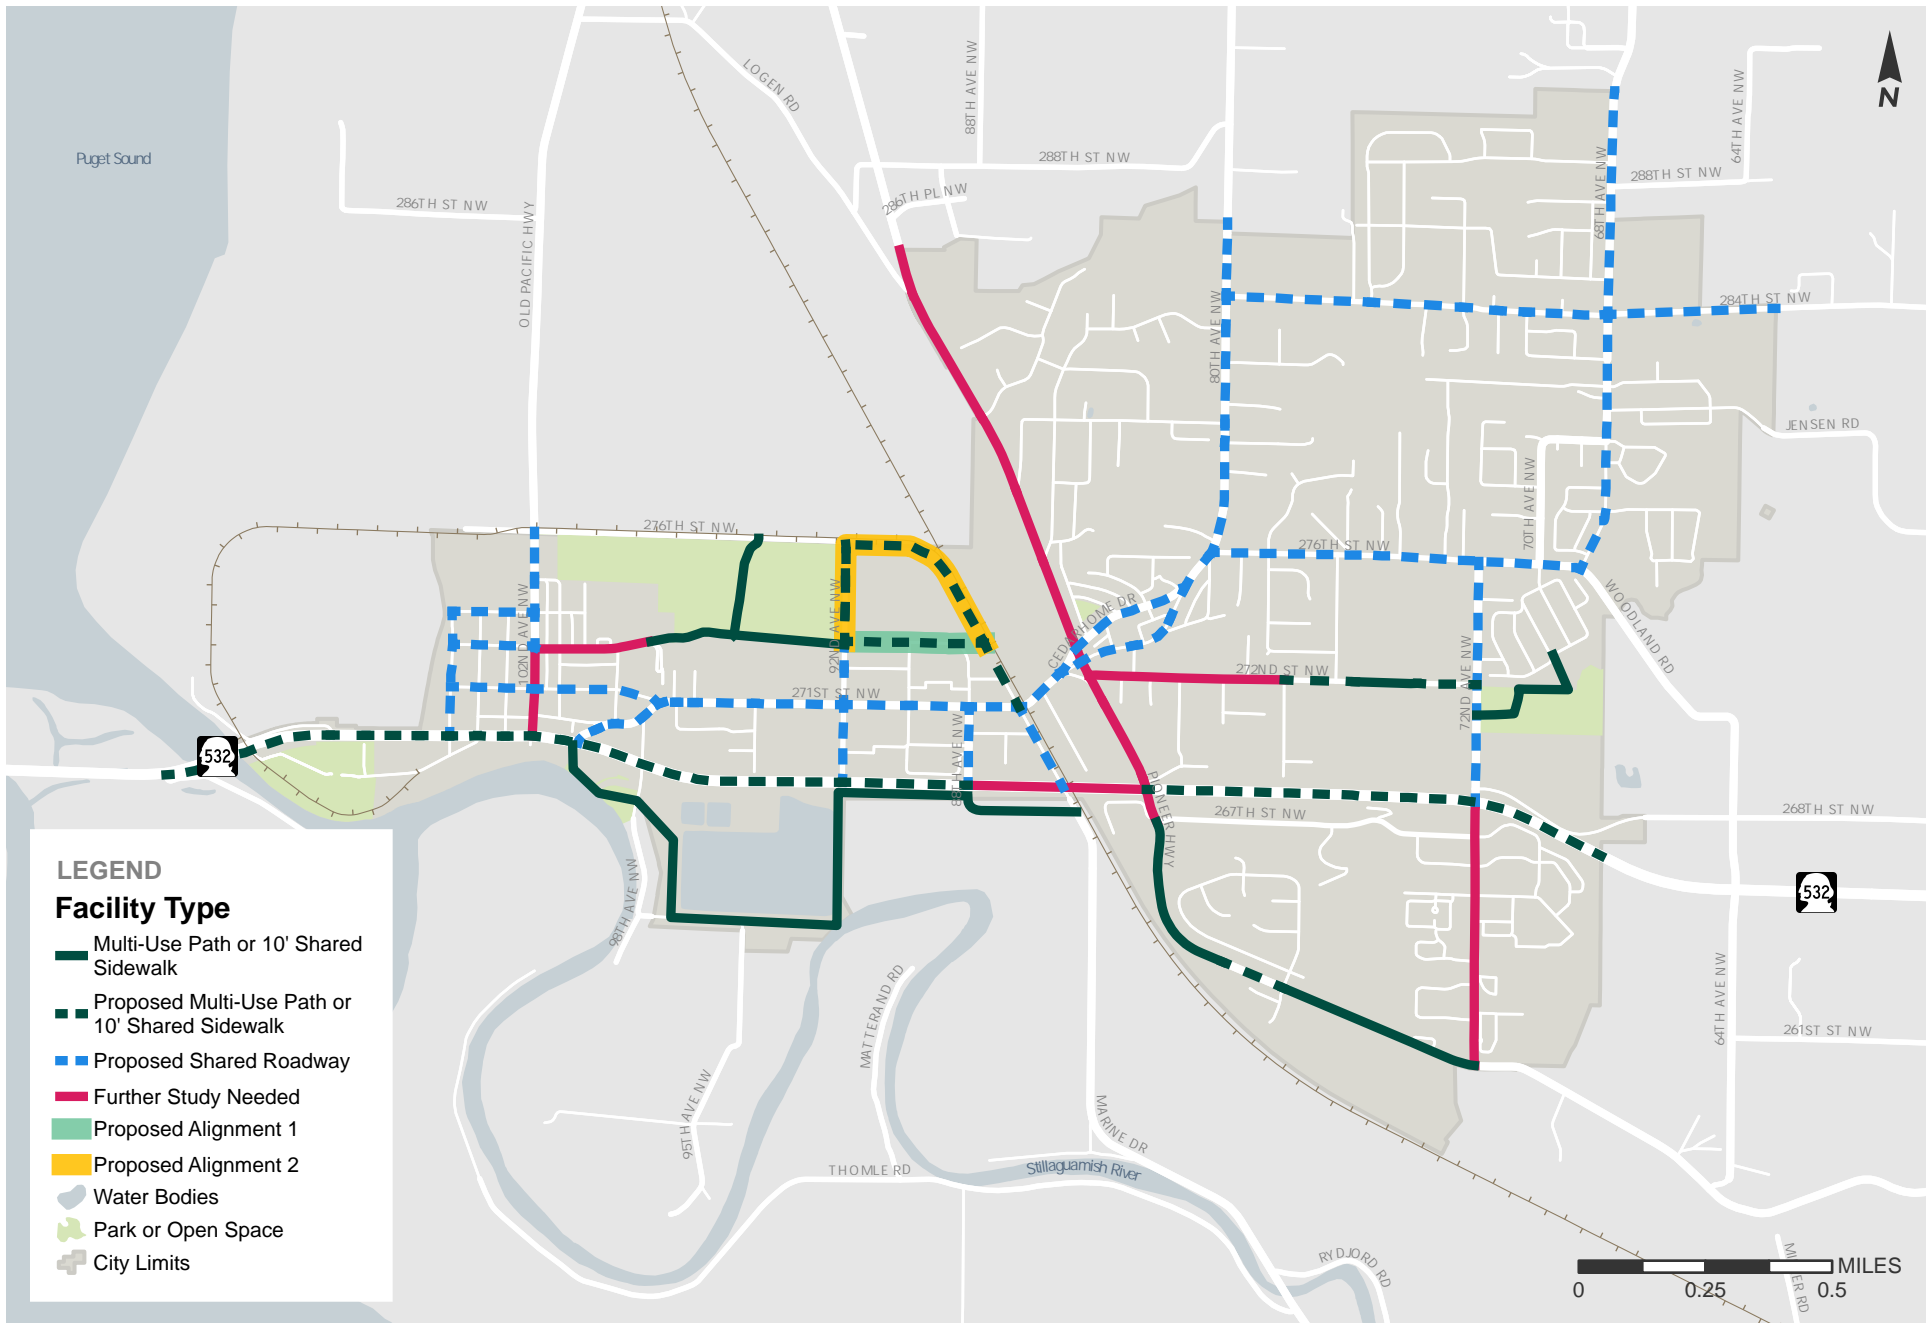 LOGEN RD
88TH AVE NW
64TH AVE NW
N
Puget Sound
288TH ST NW
288TH ST NW
286TH PL NW
286TH ST NW
68TH AVE NW
OLD PACIFIC HWY
80TH AVE NW
284TH ST NW
JENSEN RD
70TH AVE NW
276TH ST NW
276TH ST NW
102ND AVE NW
92ND AVE NW
CEDARHOME DR
WOODLAND RD
272ND ST NW
72ND AVE NW
271ST ST NW
88TH AVE NW
532
PIONEER HWY
267TH ST NW
268TH ST NW
532
98TH AVE NW
MATTERAND RD
64TH AVE NW
261ST ST NW
95TH AVE NW
MARINE DR
THOMLE RD
Stillaguamish River
RYDJORD RD
LEGEND
Facility Type
Multi-Use Path or 10' Shared
Sidewalk
Proposed Multi-Use Path or
10' Shared Sidewalk
Proposed Shared Roadway
Further Study Needed
Proposed Alignment 1
Proposed Alignment 2
Water Bodies
Park or Open Space
City Limits
MILES
0 0.25 0.5
RD